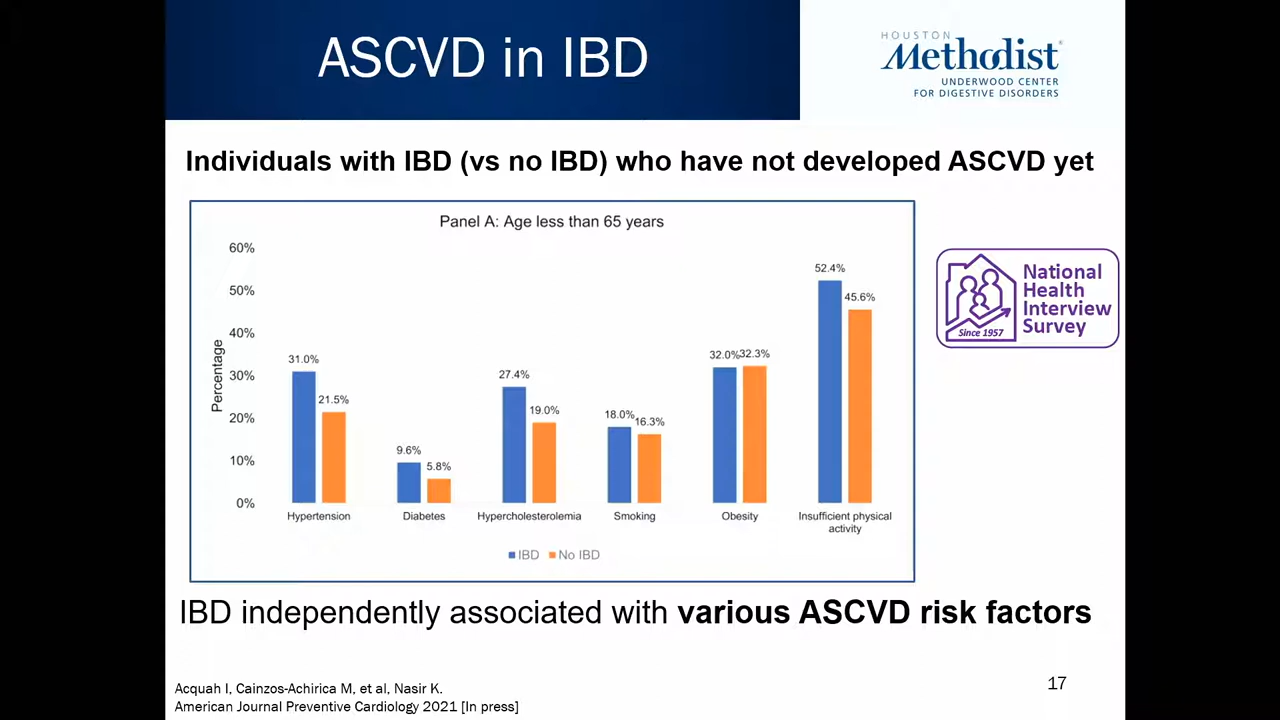 ASCVD in IBD
HOUSTON
Methodist®
UNDERWOOD CENTER
FOR DIGESTIVE DISORDERS
Individuals with IBD (vs no IBD) who have not developed ASCVD yet
Panel A: Age less than 65 years
60%
50%
40%
30%
20%
10%
0%
Percentage
31.0%
21.5%
9.6%
5.8%
27.4%
19.0%
18.0%
16.3%
32.0%
32.3%
52.4%
45.6%
Hypertension
Diabetes
Hypercholesterolemia
Smoking
Obesity
Insufficient physical
activity
IBD No IBD
National
Health
Interview
Survey
Since 1957
IBD independently associated with various ASCVD risk factors
Acquah I, Cainzos-Achirica M, et al, Nasir K.
American Journal Preventive Cardiology 2021 [In press]
17